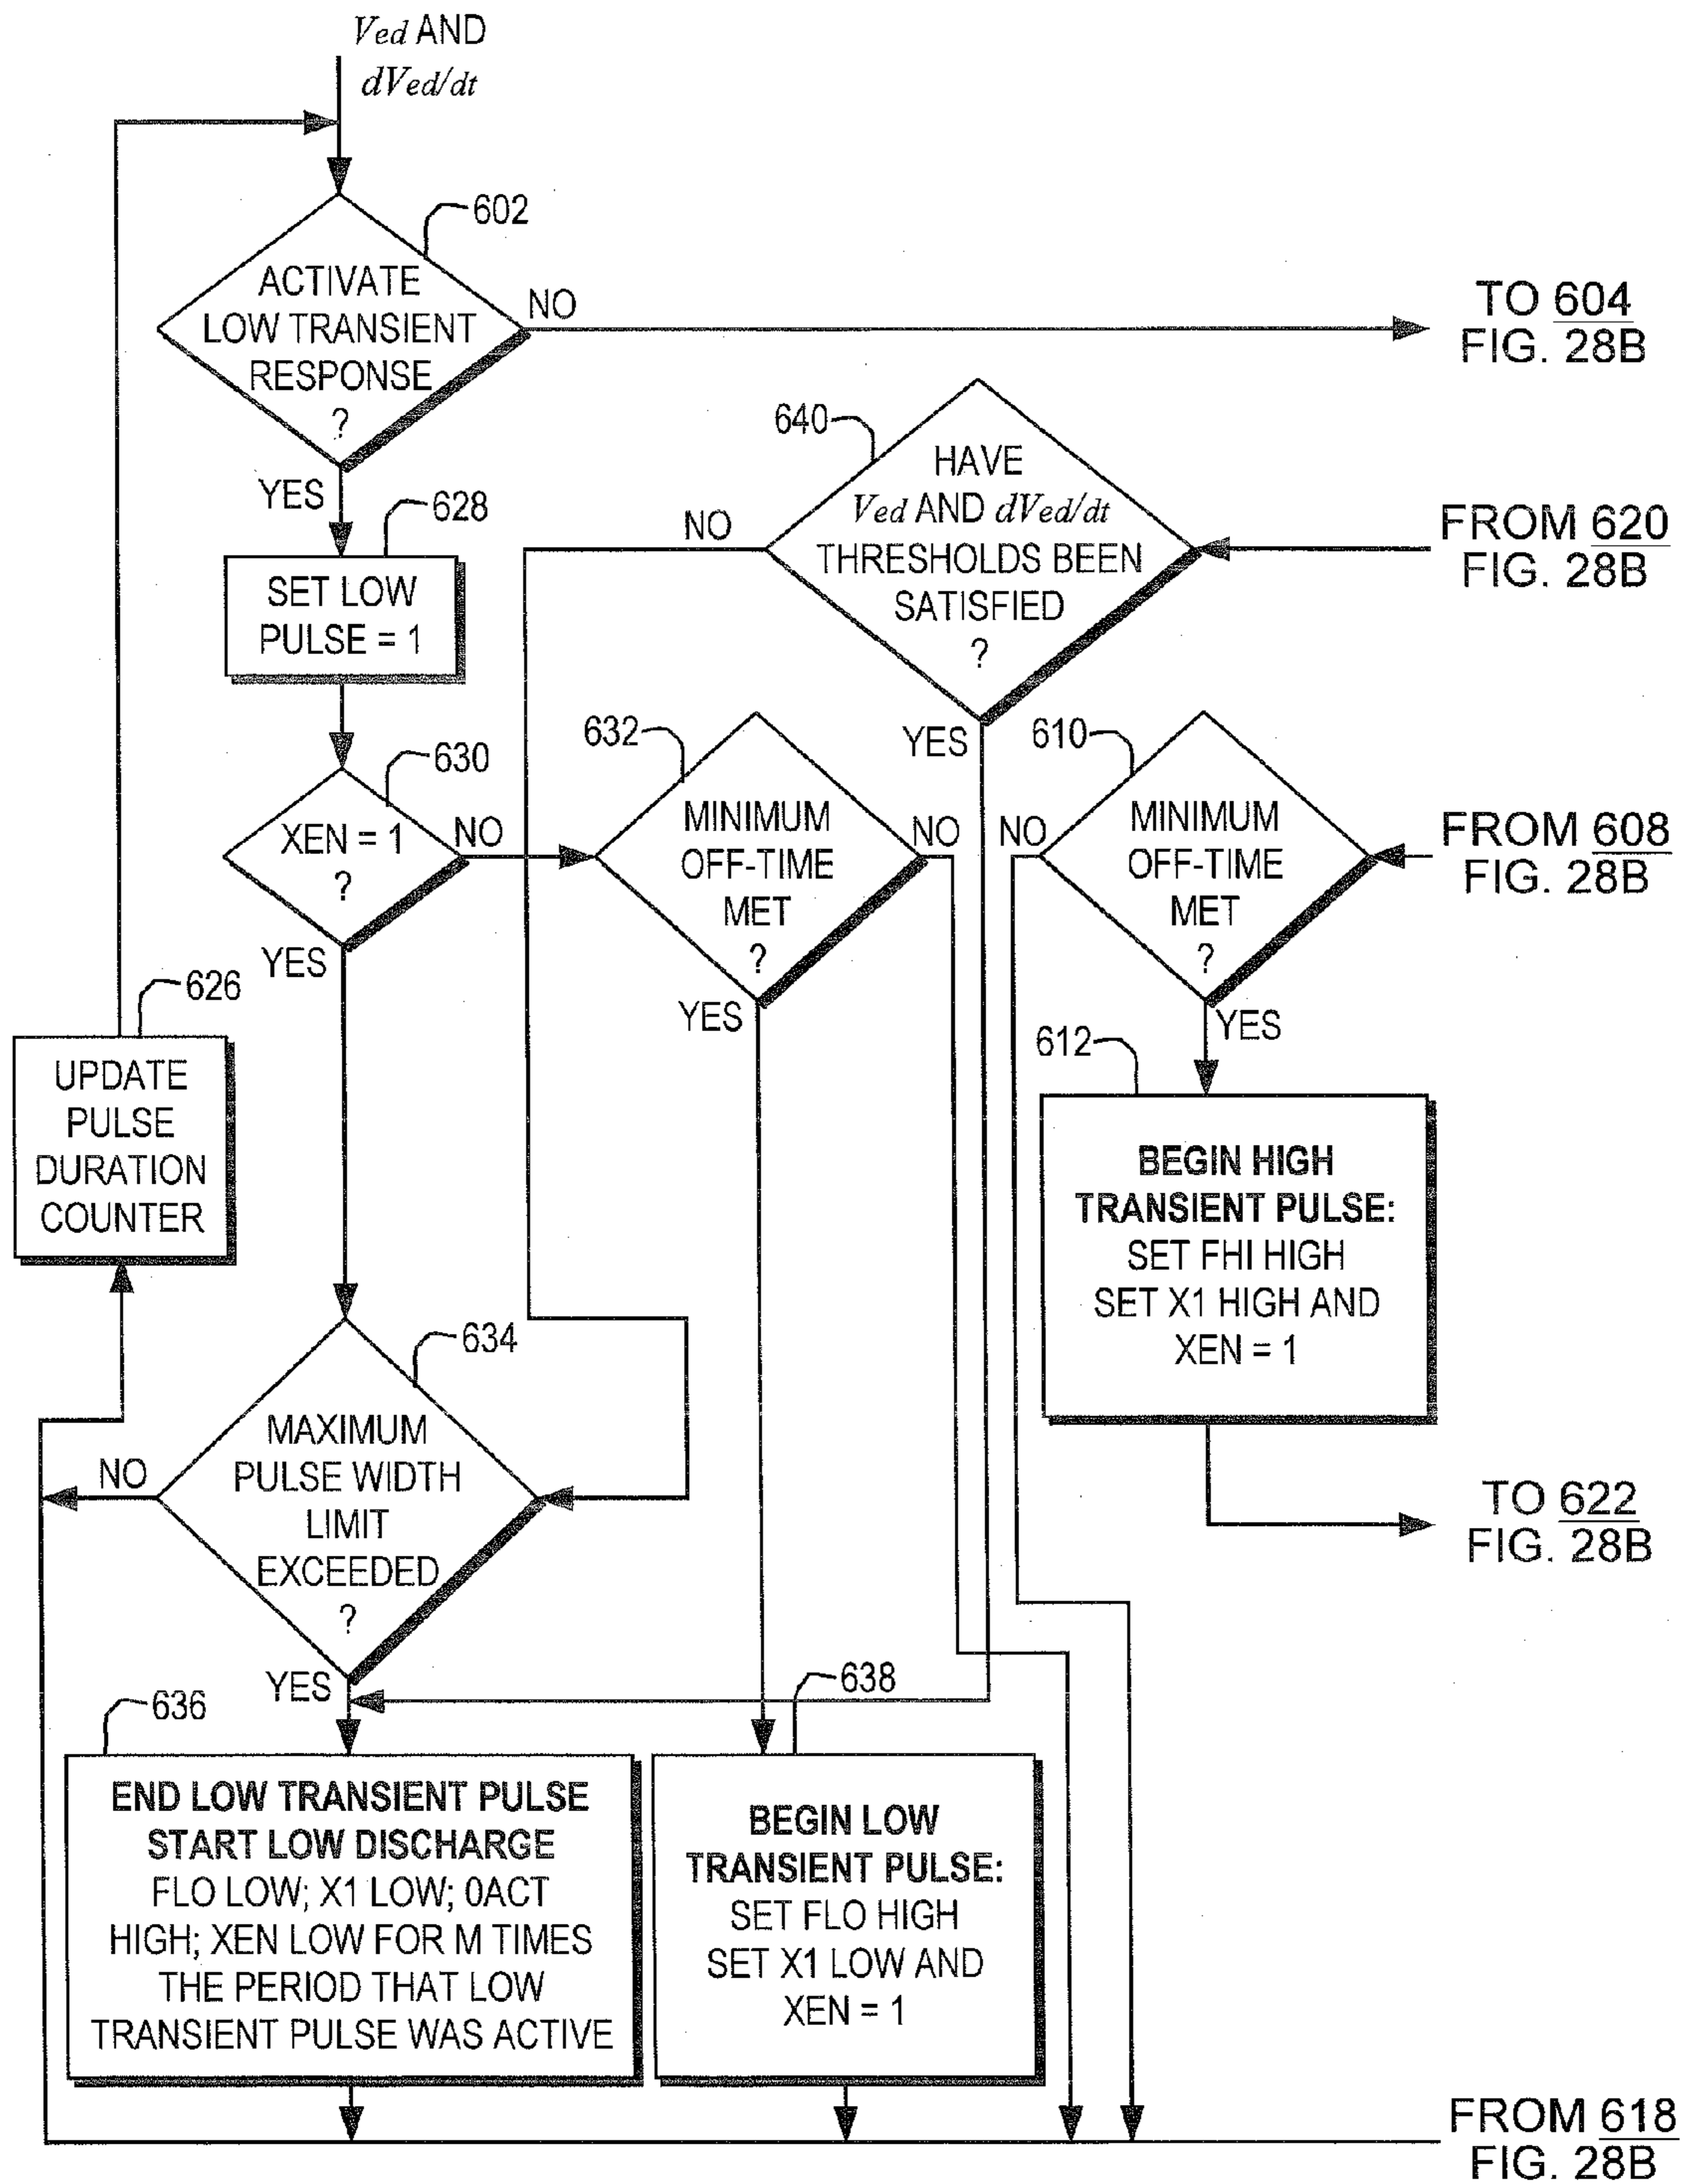 Ved AND
dVed/dt
602
ACTIVATE
LOW TRANSIENT
RESPONSE
?
NO
YES
TO 604
FIG. 28B
640
HAVE
Ved AND dVed/dt
THRESHOLDS BEEN
SATISFIED
?
NO
YES
FROM 620
FIG. 28B
628
SET LOW
PULSE = 1
630
XEN = 1
?
NO
YES
632
MINIMUM
OFF-TIME
MET
?
NO
YES
610
MINIMUM
OFF-TIME
MET
?
NO
YES
FROM 608
FIG. 28B
626
UPDATE
PULSE
DURATION
COUNTER
612
BEGIN HIGH
TRANSIENT PULSE:
SET FHI HIGH
SET X1 HIGH AND
XEN = 1
TO 622
FIG. 28B
634
MAXIMUM
PULSE WIDTH
LIMIT
EXCEEDED
?
NO
YES
636
END LOW TRANSIENT PULSE
START LOW DISCHARGE
FLO LOW; X1 LOW; 0ACT
HIGH; XEN LOW FOR M TIMES
THE PERIOD THAT LOW
TRANSIENT PULSE WAS ACTIVE
638
BEGIN LOW
TRANSIENT PULSE:
SET FLO HIGH
SET X1 LOW AND
XEN = 1
FROM 618
FIG. 28B